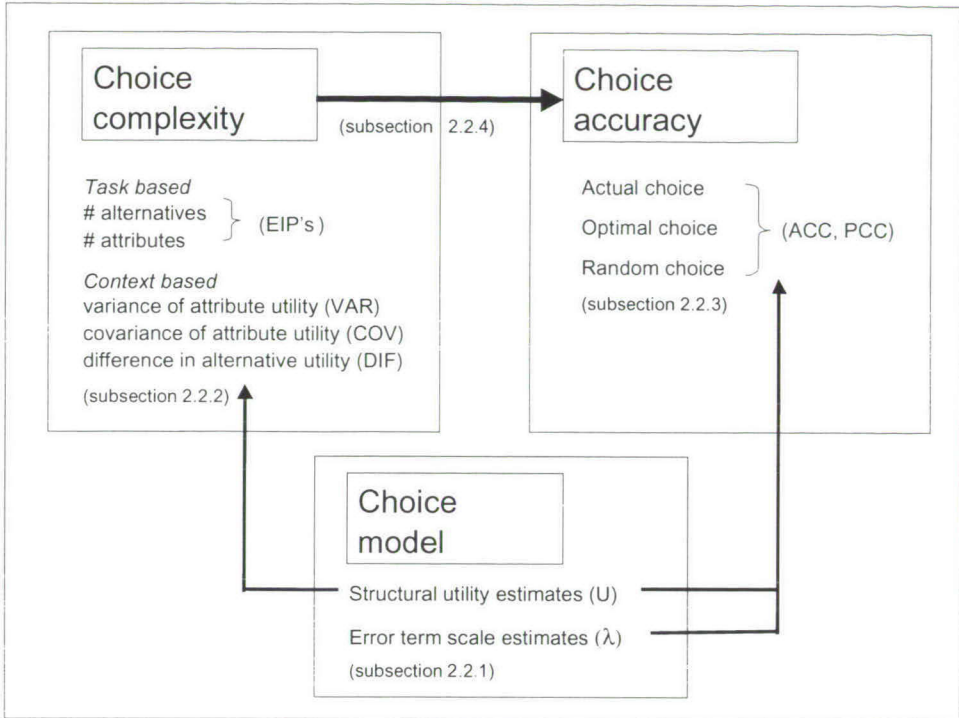 Choice
complexity
(subsection 2.2.4)
Choice
accuracy
Task based
# alternatives
# attributes
(EIP's)
Context based
variance of attribute utility (VAR)
covariance of attribute utility (COV)
difference in alternative utility (DIF)
(subsection 2.2.2)
Actual choice
Optimal choice
Random choice
(ACC, PCC)
(subsection 2.2.3)
Choice
model
Structural utility estimates (U)
Error term scale estimates (λ)
(subsection 2.2.1)